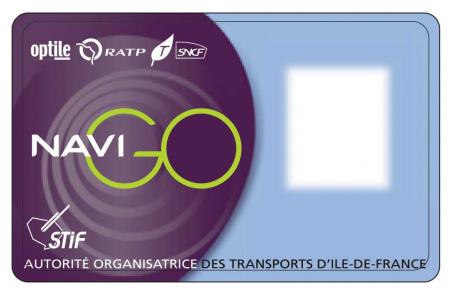 optile RATP T SNCF
NAVIGO
STiF
AUTORITÉ ORGANISATRICE DES TRANSPORTS D'ILE-DE-FRANCE